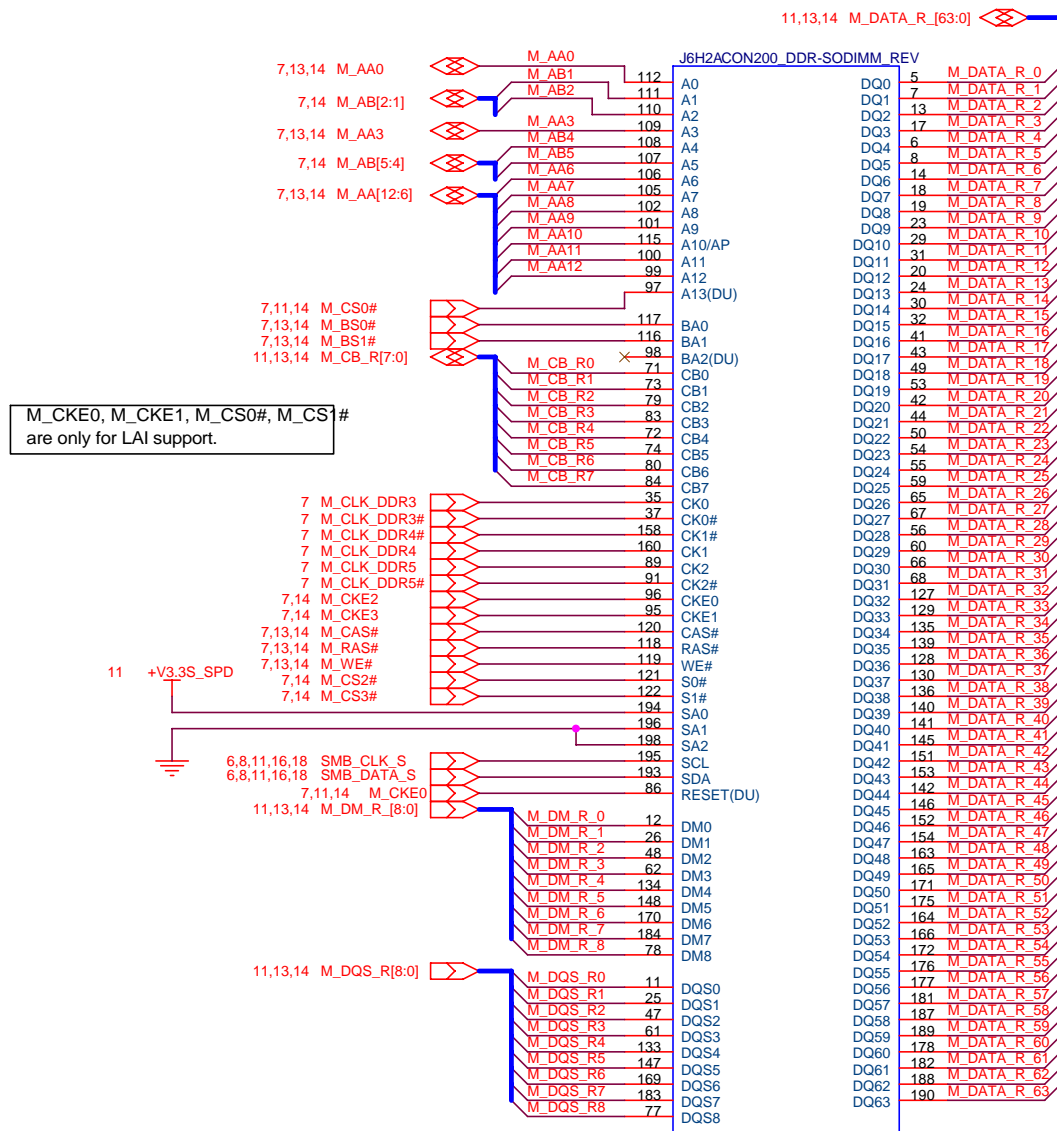 11,13,14 M_DATA_R_[63:0]
J6H2ACON200_DDR-SODIMM_REV
7,13,14 M_AA0 M_AA0 112 A0 DQ0 5 M_DATA_R_0
M_AB1 111 A1 DQ1 7 M_DATA_R_1
7,14 M_AB[2:1] M_AB2 110 A2 DQ2 13 M_DATA_R_2
7,13,14 M_AA3 M_AA3 109 A3 DQ3 17 M_DATA_R_3
M_AB4 108 A4 DQ4 6 M_DATA_R_4
7,14 M_AB[5:4] M_AB5 107 A5 DQ5 8 M_DATA_R_5
M_AA6 106 A6 DQ6 14 M_DATA_R_6
7,13,14 M_AA[12:6] M_AA7 105 A7 DQ7 18 M_DATA_R_7
M_AA8 102 A8 DQ8 19 M_DATA_R_8
M_AA9 101 A9 DQ9 23 M_DATA_R_9
M_AA10 115 A10/AP DQ10 29 M_DATA_R_10
M_AA11 100 A11 DQ11 31 M_DATA_R_11
M_AA12 99 A12 DQ12 20 M_DATA_R_12
97 A13(DU) DQ13 24 M_DATA_R_13
7,11,14 M_CS0# DQ14 30 M_DATA_R_14
7,13,14 M_BS0# 117 BA0 DQ15 32 M_DATA_R_15
7,13,14 M_BS1# 116 BA1 DQ16 41 M_DATA_R_16
11,13,14 M_CB_R[7:0] 98 BA2(DU) DQ17 43 M_DATA_R_17
M_CB_R0 71 CB0 DQ18 49 M_DATA_R_18
M_CB_R1 73 CB1 DQ19 53 M_DATA_R_19
M_CB_R2 79 CB2 DQ20 42 M_DATA_R_20
M_CB_R3 83 CB3 DQ21 44 M_DATA_R_21
M_CB_R4 72 CB4 DQ22 50 M_DATA_R_22
M_CB_R5 74 CB5 DQ23 54 M_DATA_R_23
M_CB_R6 80 CB6 DQ24 55 M_DATA_R_24
M_CB_R7 84 CB7 DQ25 59 M_DATA_R_25
M_CKE0, M_CKE1, M_CS0#, M_CS1#
are only for LAI support.
7 M_CLK_DDR3 35 CK0 DQ26 65 M_DATA_R_26
7 M_CLK_DDR3# 37 CK0# DQ27 67 M_DATA_R_27
7 M_CLK_DDR4# 158 CK1# DQ28 56 M_DATA_R_28
7 M_CLK_DDR4 160 CK1 DQ29 60 M_DATA_R_29
7 M_CLK_DDR5 89 CK2 DQ30 66 M_DATA_R_30
7 M_CLK_DDR5# 91 CK2# DQ31 68 M_DATA_R_31
7,14 M_CKE2 96 CKE0 DQ32 127 M_DATA_R_32
7,14 M_CKE3 95 CKE1 DQ33 129 M_DATA_R_33
7,13,14 M_CAS# 120 CAS# DQ34 135 M_DATA_R_34
7,13,14 M_RAS# 118 RAS# DQ35 139 M_DATA_R_35
7,13,14 M_WE# 119 WE# DQ36 128 M_DATA_R_36
7,14 M_CS2# 121 S0# DQ37 130 M_DATA_R_37
7,14 M_CS3# 122 S1# DQ38 136 M_DATA_R_38
11 +V3.3S_SPD 194 SA0 DQ39 140 M_DATA_R_39
196 SA1 DQ40 141 M_DATA_R_40
198 SA2 DQ41 145 M_DATA_R_41
6,8,11,16,18 SMB_CLK_S 195 SCL DQ42 151 M_DATA_R_42
6,8,11,16,18 SMB_DATA_S 193 SDA DQ43 153 M_DATA_R_43
7,11,14 M_CKE0 86 RESET(DU) DQ44 142 M_DATA_R_44
11,13,14 M_DM_R_[8:0] DQ45 146 M_DATA_R_45
M_DM_R_0 12 DM0 DQ46 152 M_DATA_R_46
M_DM_R_1 26 DM1 DQ47 154 M_DATA_R_47
M_DM_R_2 48 DM2 DQ48 163 M_DATA_R_48
M_DM_R_3 62 DM3 DQ49 165 M_DATA_R_49
M_DM_R_4 134 DM4 DQ50 171 M_DATA_R_50
M_DM_R_5 148 DM5 DQ51 175 M_DATA_R_51
M_DM_R_6 170 DM6 DQ52 164 M_DATA_R_52
M_DM_R_7 184 DM7 DQ53 166 M_DATA_R_53
M_DM_R_8 78 DM8 DQ54 172 M_DATA_R_54
11,13,14 M_DQS_R[8:0] DQ55 176 M_DATA_R_55
M_DQS_R0 11 DQS0 DQ56 177 M_DATA_R_56
M_DQS_R1 25 DQS1 DQ57 181 M_DATA_R_57
M_DQS_R2 47 DQS2 DQ58 187 M_DATA_R_58
M_DQS_R3 61 DQS3 DQ59 189 M_DATA_R_59
M_DQS_R4 133 DQS4 DQ60 178 M_DATA_R_60
M_DQS_R5 147 DQS5 DQ61 182 M_DATA_R_61
M_DQS_R6 169 DQS6 DQ62 188 M_DATA_R_62
M_DQS_R7 183 DQS7 DQ63 190 M_DATA_R_63
M_DQS_R8 77 DQS8